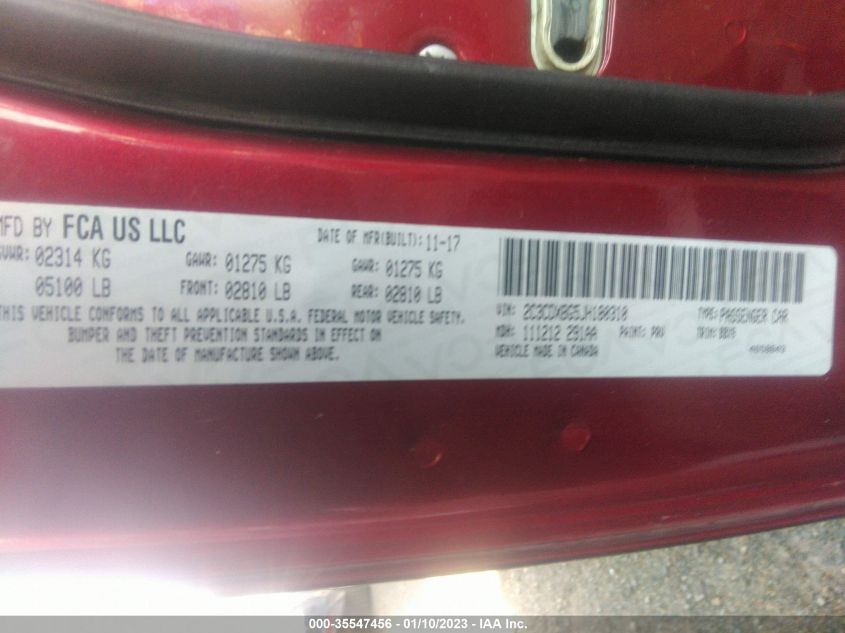 MFD BY FCA US LLC
DATE OF MFR(BUILT): 11-17
GVWR: 02314 KG
GAWR: 01275 KG
GAWR: 01275 KG
05100 LB
FRONT: 02810 LB
REAR: 02810 LB
THIS VEHICLE CONFORMS TO ALL APPLICABLE U.S.A. FEDERAL MOTOR VEHICLE SAFETY,
BUMPER AND THEFT PREVENTION STANDARDS IN EFFECT ON
THE DATE OF MANUFACTURE SHOWN ABOVE.
VIN: 2C3CDXBG5JH180310
TYPE: PASSENGER CAR
MDH: 111212 291AA
PAINT: PRV
TRIM:
VEHICLE MADE IN CANADA
000-35547456 - 01/10/2023 - IAA Inc.